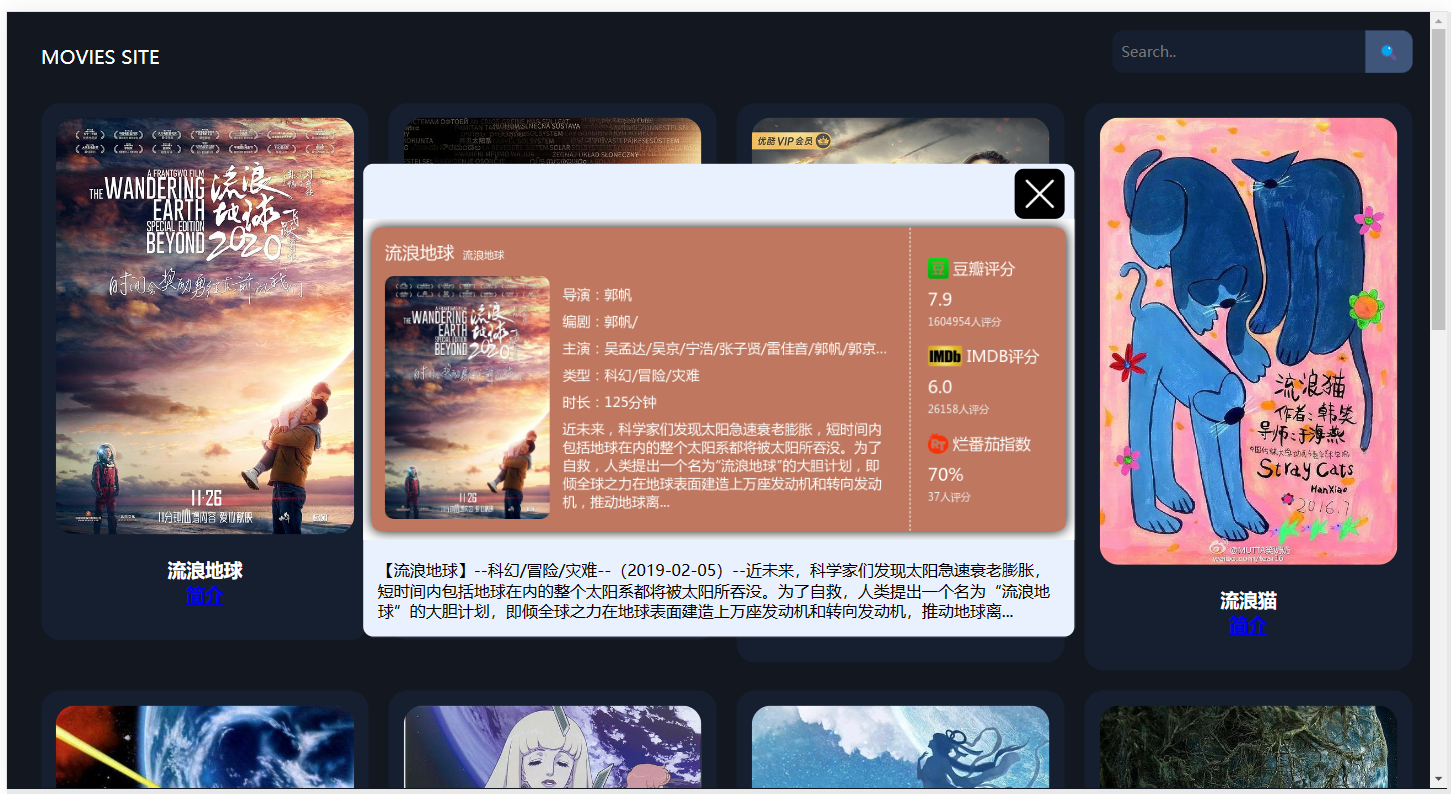 MOVIES SITE
Search..
A FRANTGWO FILM
THE WANDERING
EARTH
SPECIAL EDITION
BEYOND
流浪
地球
2020
11·26
流浪地球
简介
优酷VIP会员
流浪地球 流浪地球
THE WANDERING
EARTH
BEYOND
流浪
地球
2020
11·26
导演：郭帆
编剧：郭帆/
主演：吴孟达/吴京/宁浩/张子贤/雷佳音/郭帆/郭京...
类型：科幻/冒险/灾难
时长：125分钟
近未来，科学家们发现太阳急速衰老膨胀，短时间内
包括地球在内的整个太阳系都将被太阳所吞没。为了
自救，人类提出一个名为“流浪地球”的大胆计划，即
倾全球之力在地球表面建造上万座发动机和转向发动
机，推动地球离...
豆 豆瓣评分
7.9
1604954人评分
IMDb IMDB评分
6.0
26158人评分
RT 烂番茄指数
70%
37人评分
【流浪地球】--科幻/冒险/灾难--（2019-02-05）--近未来，科学家们发现太阳急速衰老膨胀，
短时间内包括地球在内的整个太阳系都将被太阳所吞没。为了自救，人类提出一个名为“流浪地
球”的大胆计划，即倾全球之力在地球表面建造上万座发动机和转向发动机，推动地球离...
流浪猫
作者：韩笑
导师：于海燕
Stray Cats
HanXiao
2016.7
流浪猫
简介